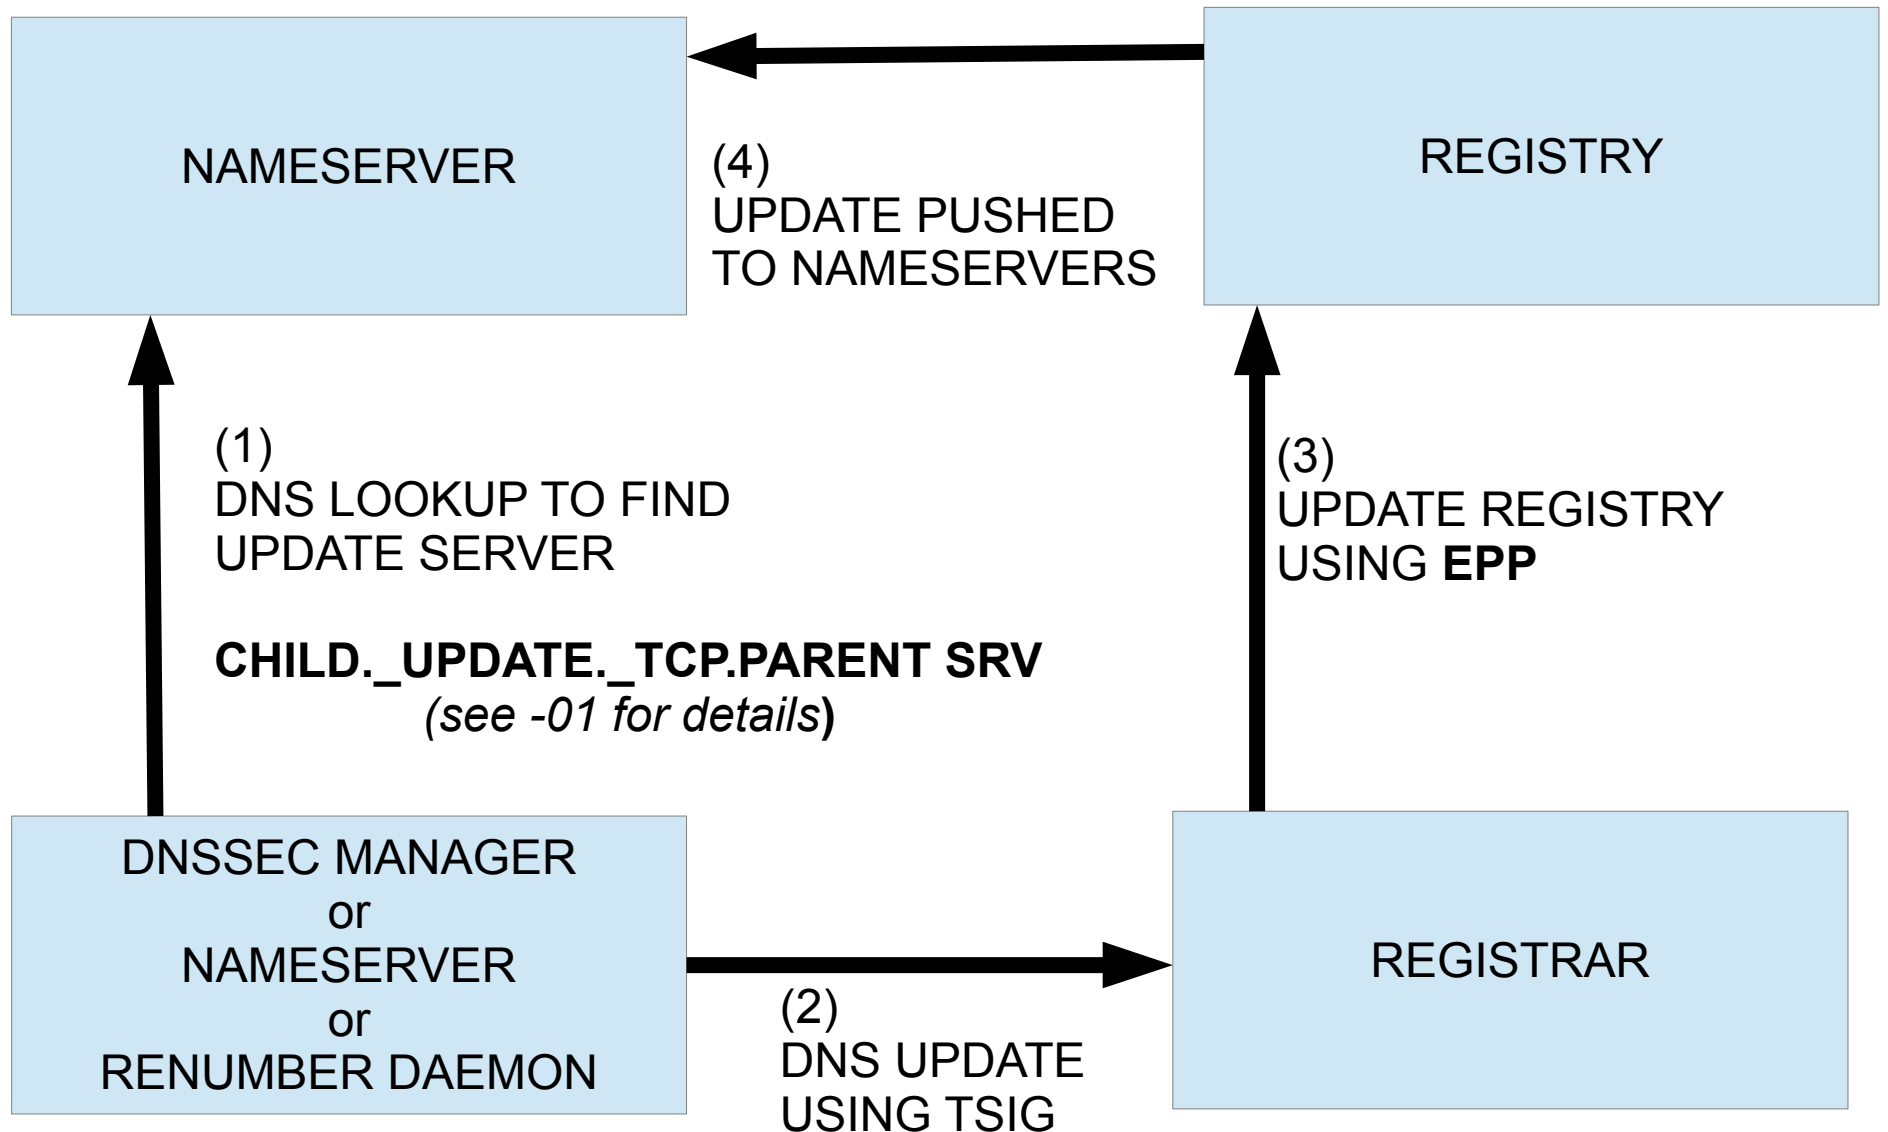 NAMESERVER
REGISTRY
(4)
UPDATE PUSHED
TO NAMESERVERS
(1)
DNS LOOKUP TO FIND
UPDATE SERVER
CHILD._UPDATE._TCP.PARENT SRV
(see -01 for details)
(3)
UPDATE REGISTRY
USING EPP
DNSSEC MANAGER
or
NAMESERVER
or
RENUMBER DAEMON
(2)
DNS UPDATE
USING TSIG
REGISTRAR